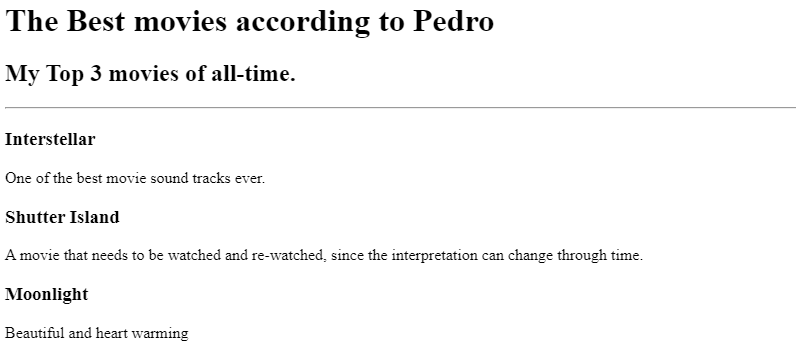 The Best movies according to Pedro
My Top 3 movies of all-time.
Interstellar
One of the best movie sound tracks ever.
Shutter Island
A movie that needs to be watched and re-watched, since the interpretation can change through time.
Moonlight
Beautiful and heart warming